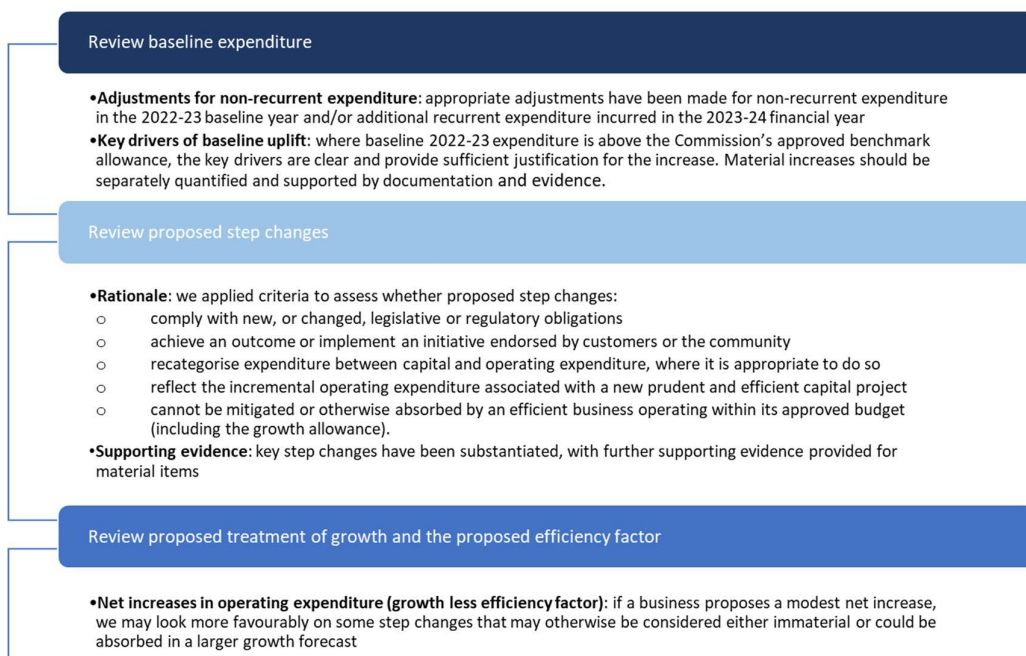 Review baseline expenditure
•Adjustments for non-recurrent expenditure: appropriate adjustments have been made for non-recurrent expenditure
in the 2022-23 baseline year and/or additional recurrent expenditure incurred in the 2023-24 financial year
•Key drivers of baseline uplift: where baseline 2022-23 expenditure is above the Commission’s approved benchmark
allowance, the key drivers are clear and provide sufficient justification for the increase. Material increases should be
separately quantified and supported by documentation and evidence.
Review proposed step changes
•Rationale: we applied criteria to assess whether proposed step changes:
o comply with new, or changed, legislative or regulatory obligations
o achieve an outcome or implement an initiative endorsed by customers or the community
o recategorise expenditure between capital and operating expenditure, where it is appropriate to do so
o reflect the incremental operating expenditure associated with a new prudent and efficient capital project
o cannot be mitigated or otherwise absorbed by an efficient business operating within its approved budget
(including the growth allowance).
•Supporting evidence: key step changes have been substantiated, with further supporting evidence provided for
material items
Review proposed treatment of growth and the proposed efficiency factor
•Net increases in operating expenditure (growth less efficiency factor): if a business proposes a modest net increase,
we may look more favourably on some step changes that may otherwise be considered either immaterial or could be
absorbed in a larger growth forecast